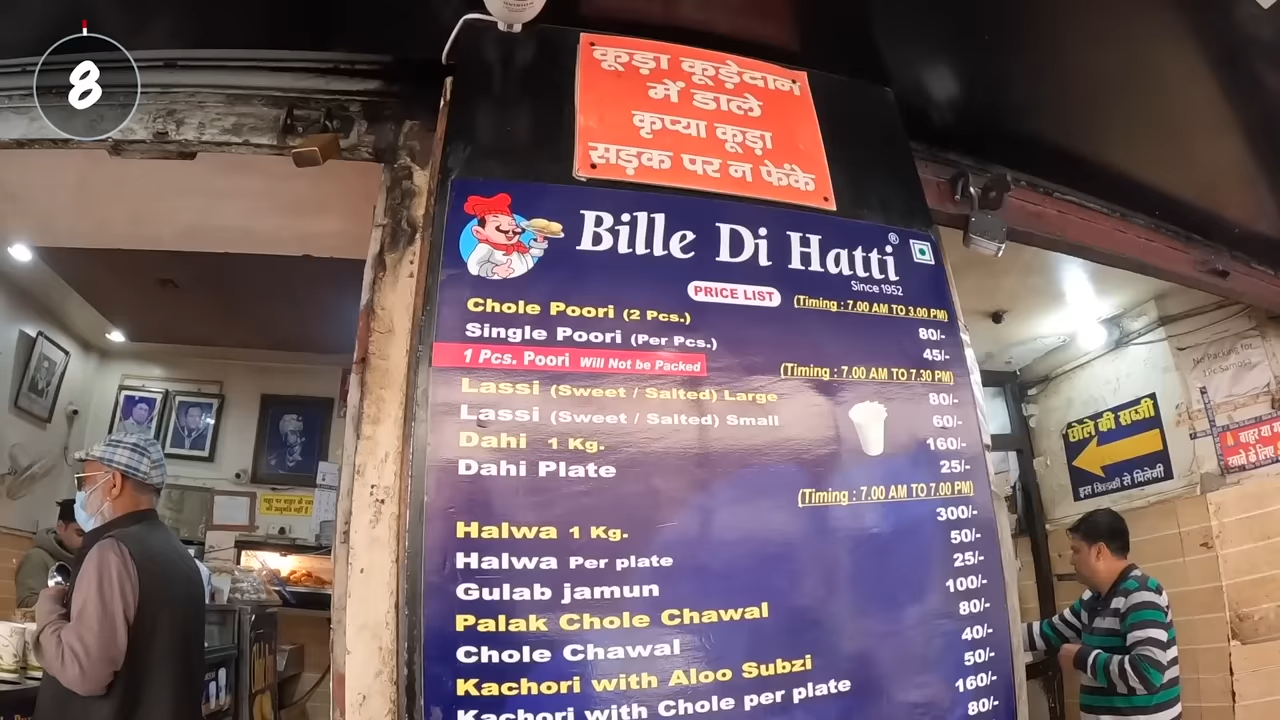 8
कूड़ा कूड़ेदान
में डाले
कृप्या कूड़ा
सड़क पर न फेंके
Bille Di Hatti®
Since 1952
PRICE LIST
(Timing : 7.00 AM TO 3.00 PM)
Chole Poori (2 Pcs.) 80/-
Single Poori (Per Pcs.) 45/-
1 Pcs. Poori Will Not be Packed
(Timing : 7.00 AM TO 7.30 PM)
Lassi (Sweet / Salted) Large 80/-
Lassi (Sweet / Salted) Small 60/-
Dahi 1 Kg. 160/-
Dahi Plate 25/-
(Timing : 7.00 AM TO 7.00 PM)
Halwa 1 Kg. 300/-
Halwa Per plate 50/-
Gulab jamun 25/-
Palak Chole Chawal 100/-
Chole Chawal 80/-
Kachori with Aloo Subzi 40/-
Kachori with Chole per plate 50/-
160/-
80/-
No Packing for
1 Pc. Samosa
छोले की सब्जी
इस खिड़की से मिलेगी